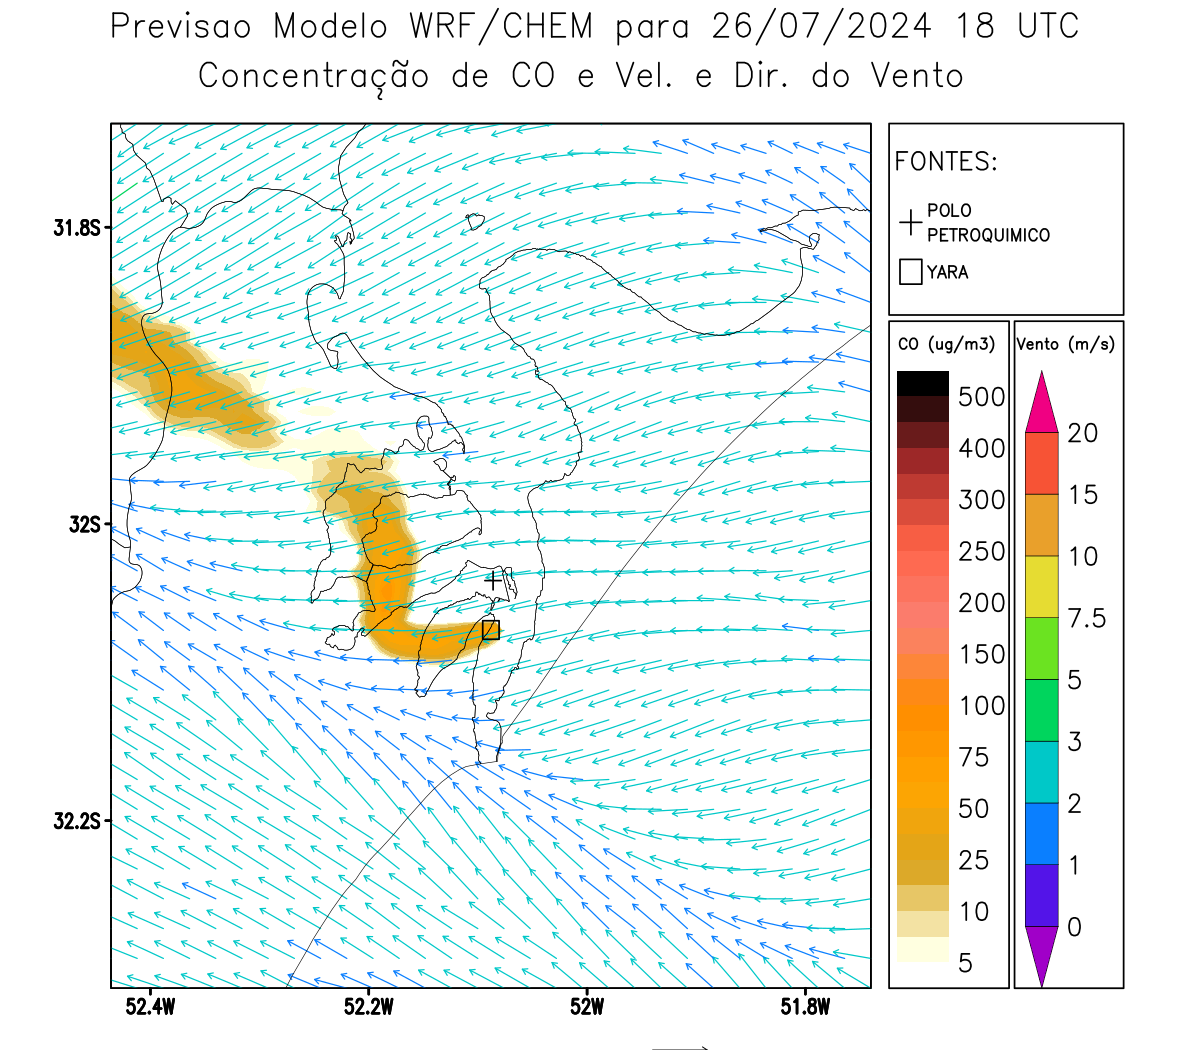 Previsao Modelo WRF/CHEM para 26/07/2024 18 UTC
Concentração de CO e Vel. e Dir. do Vento
FONTES:
POLO
PETROQUIMICO
YARA
CO (ug/m3)
500
400
300
250
200
150
100
75
50
25
10
5
Vento (m/s)
20
15
10
7.5
5
3
2
1
0
31.8S
32S
32.2S
52.4W
52.2W
52W
51.8W